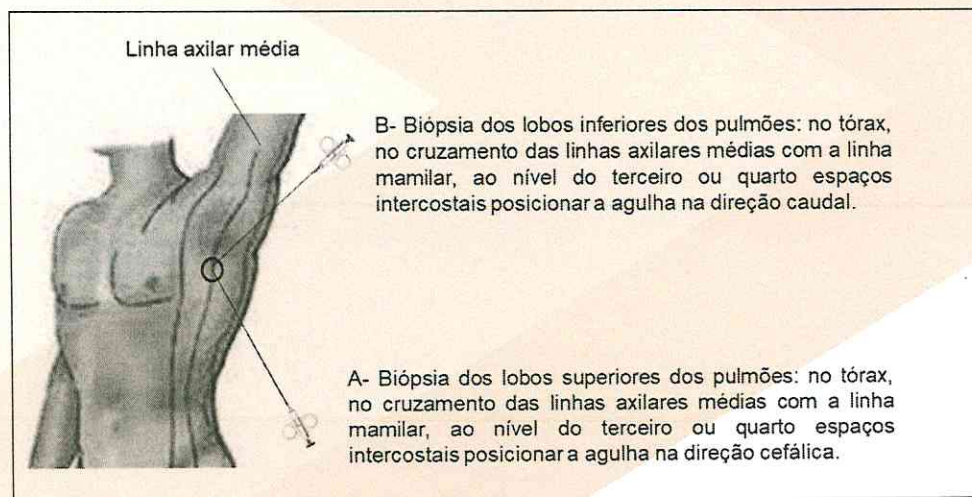 Linha axilar média
B- Biópsia dos lobos inferiores dos pulmões: no tórax,
no cruzamento das linhas axilares médias com a linha
mamilar, ao nível do terceiro ou quarto espaços
intercostais posicionar a agulha na direção caudal.
A- Biópsia dos lobos superiores dos pulmões: no tórax,
no cruzamento das linhas axilares médias com a linha
mamilar, ao nível do terceiro ou quarto espaços
intercostais posicionar a agulha na direção cefálica.